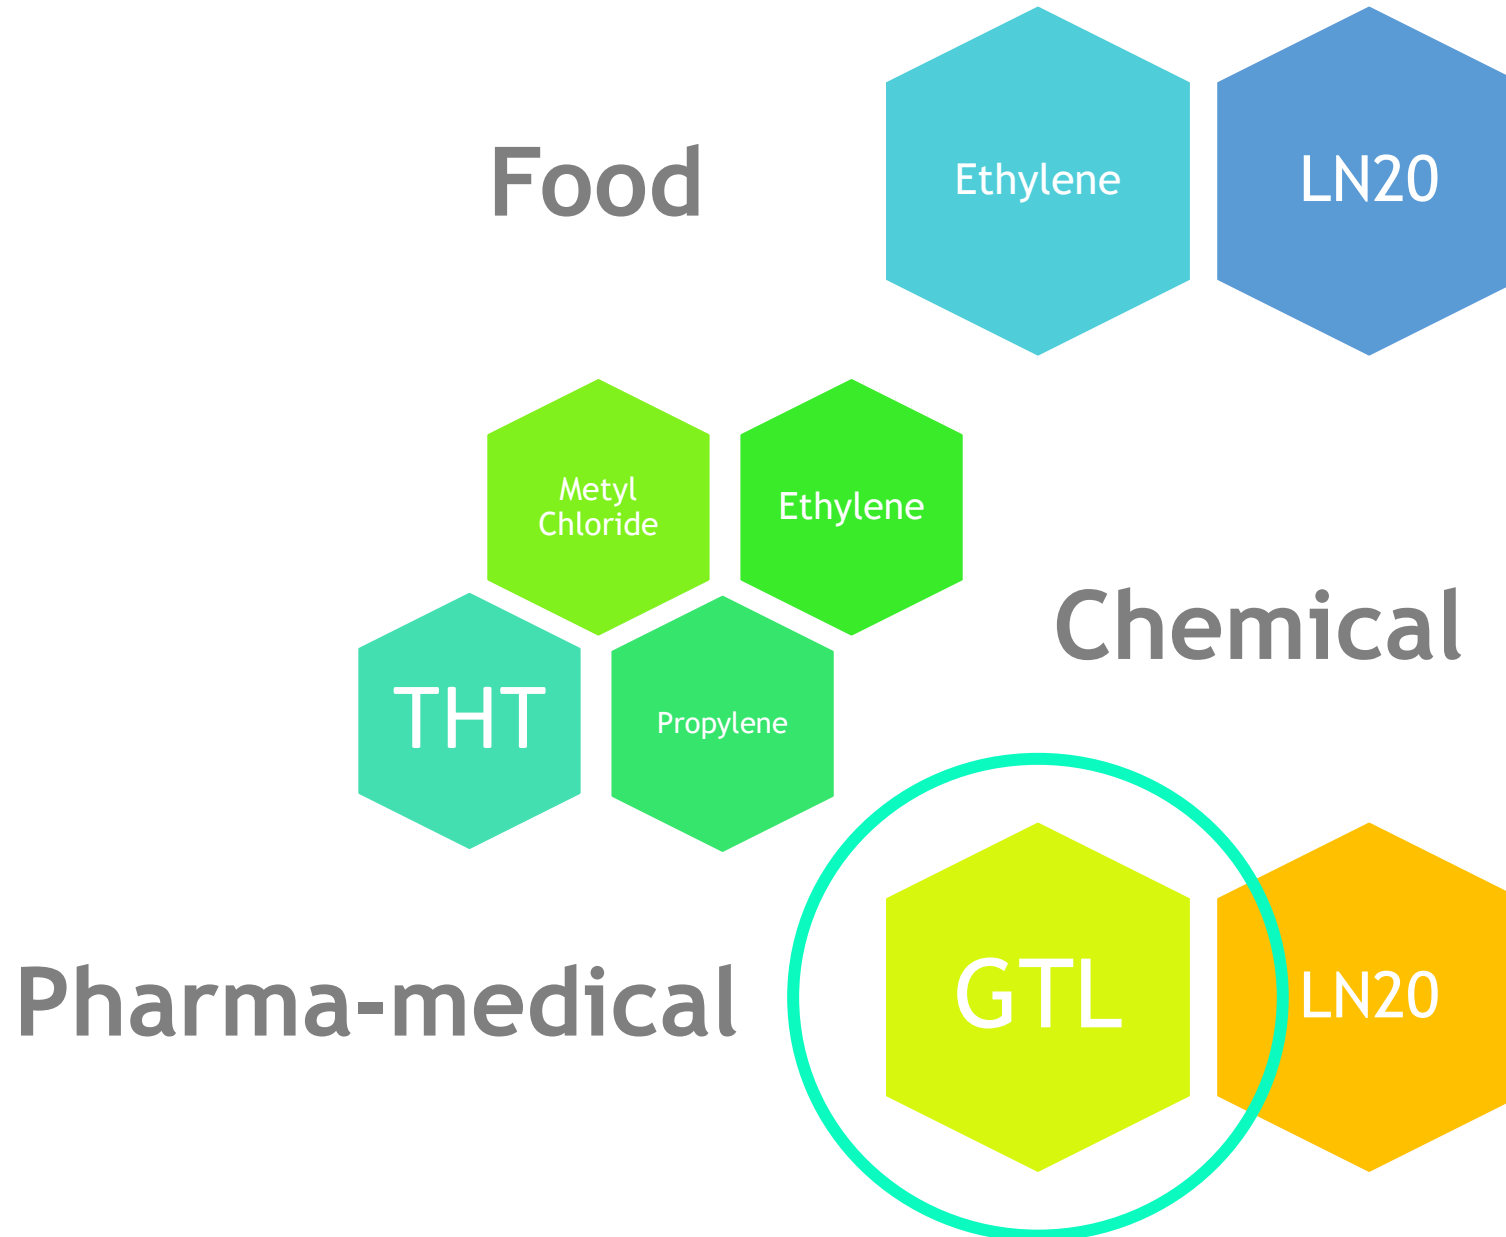 Food
Ethylene
LN20
Metyl
Chloride
Ethylene
Chemical
THT
Propylene
Pharma-medical
GTL
LN20